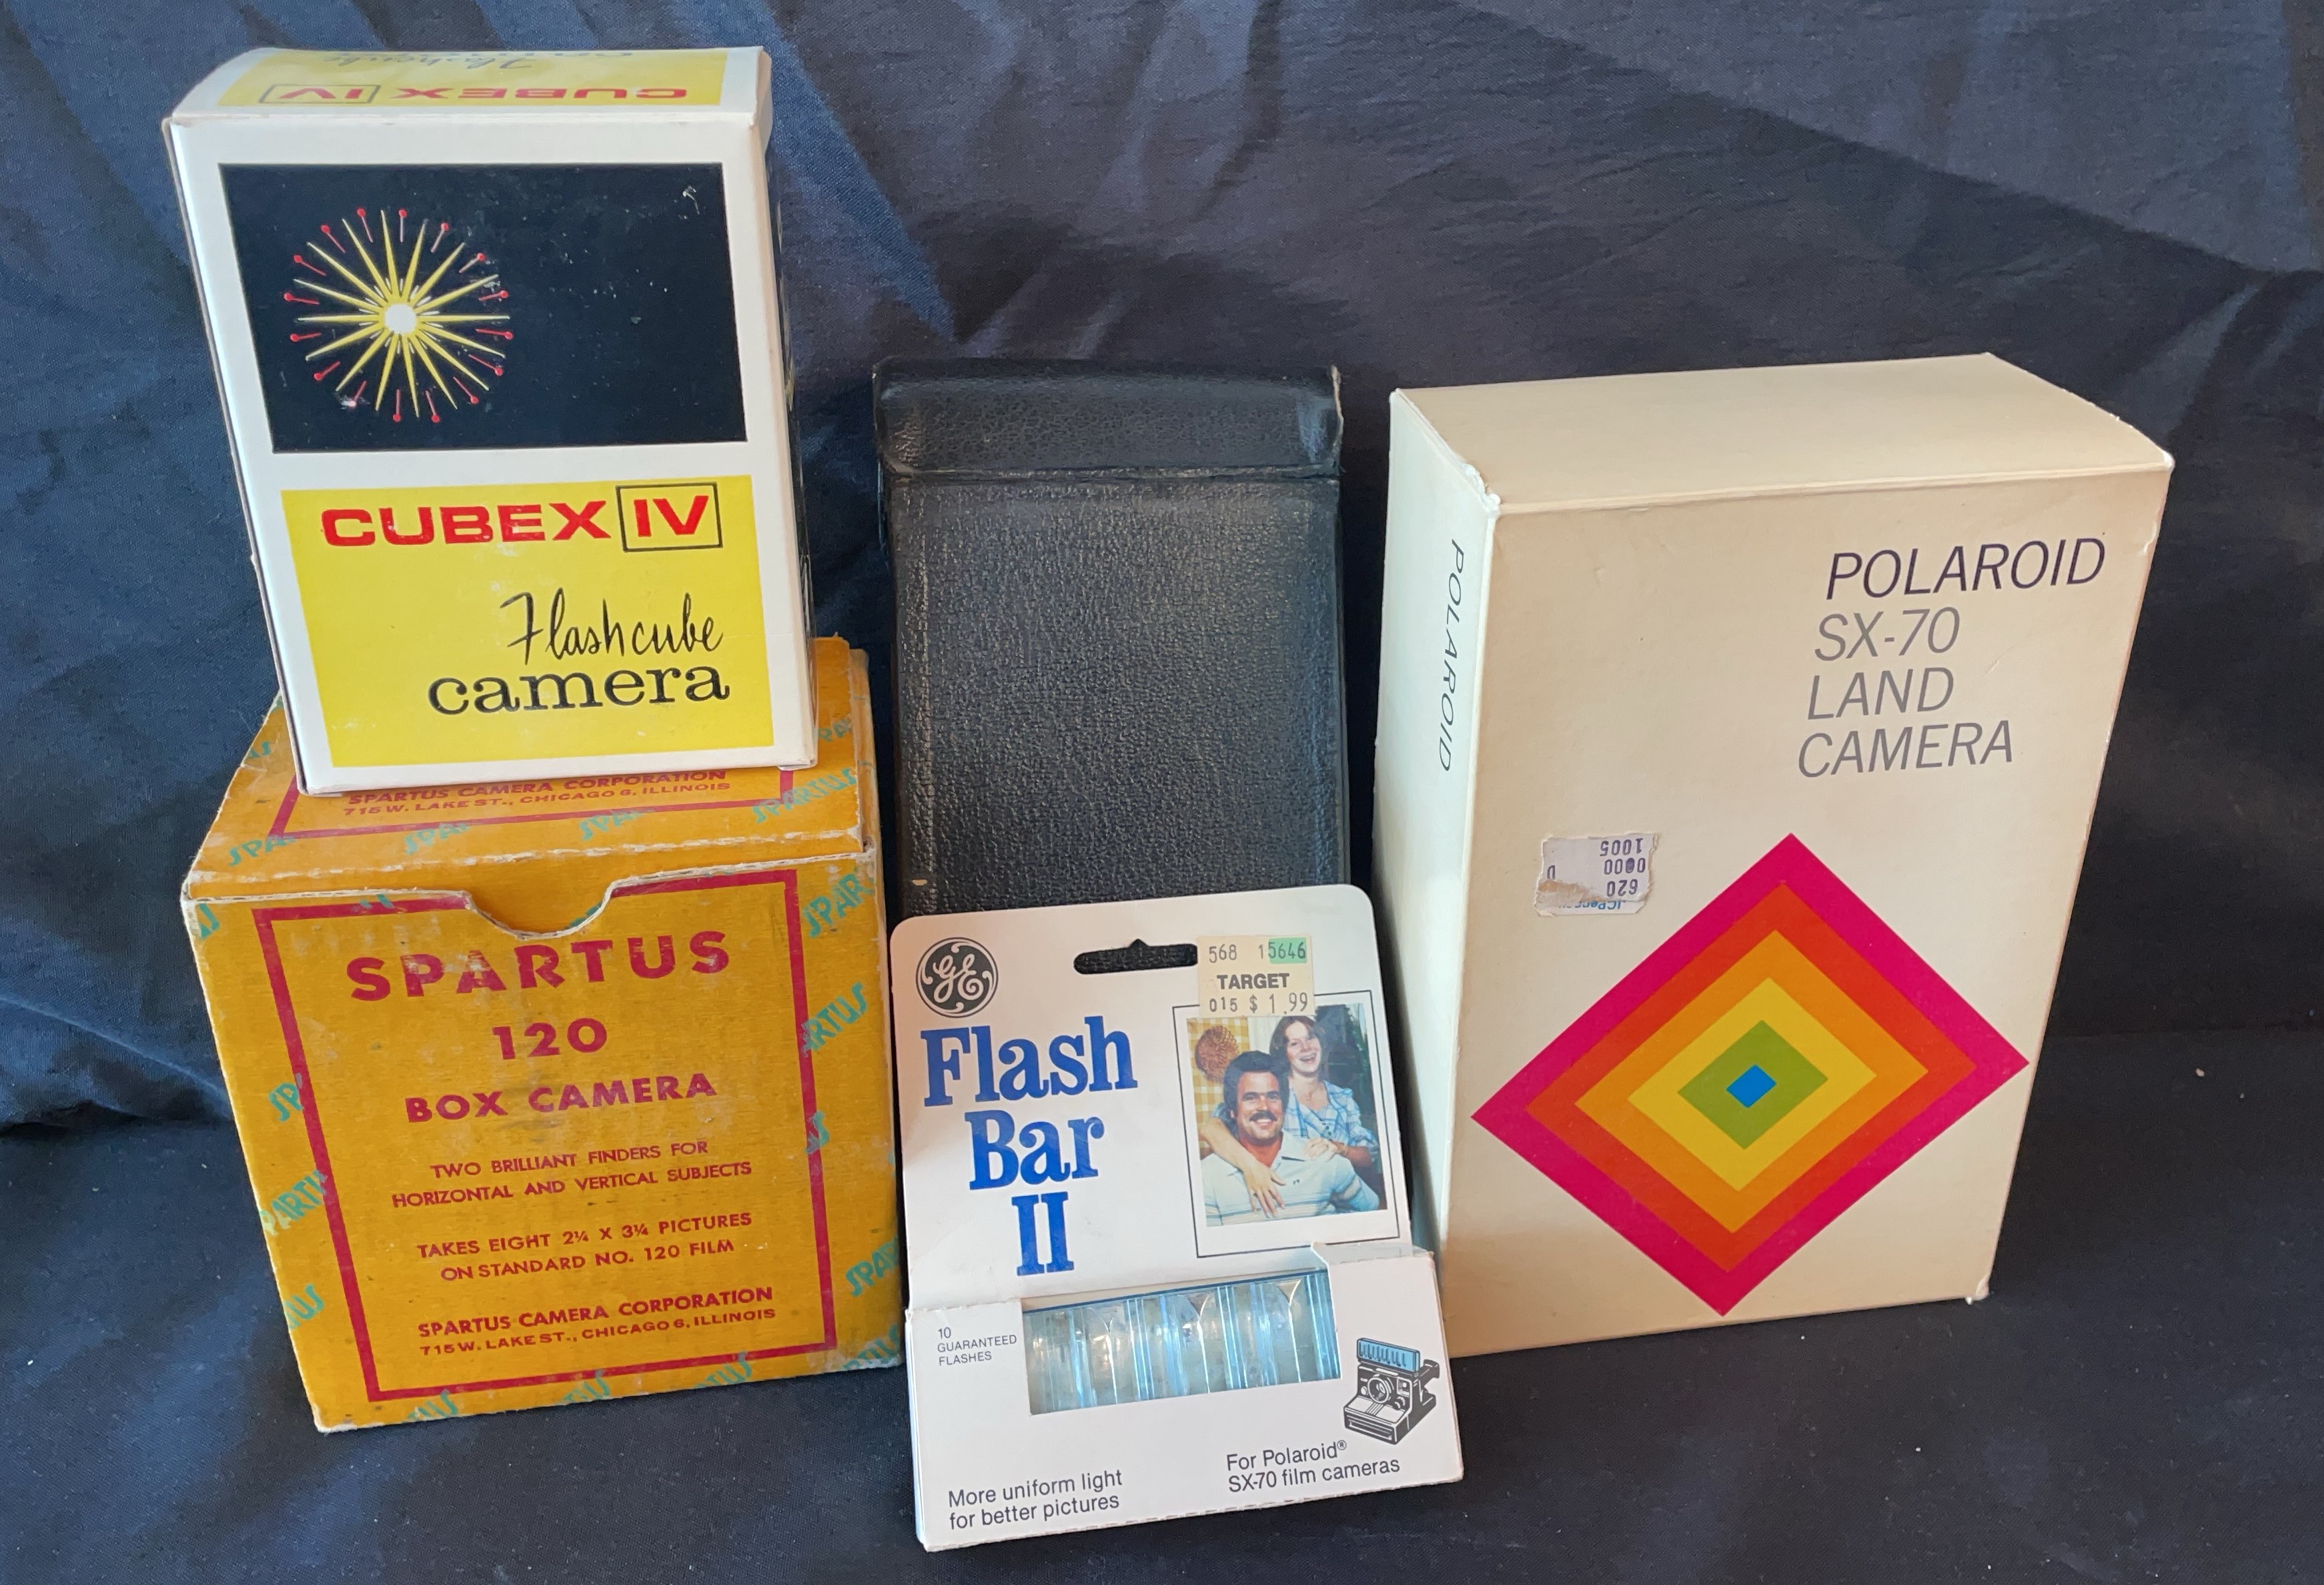 CUBEX IV
Flashcube
camera
SPARTUS CAMERA CORPORATION
715 W. LAKE ST., CHICAGO 6, ILLINOIS
SPARTUS
120
BOX CAMERA
TWO BRILLIANT FINDERS FOR
HORIZONTAL AND VERTICAL SUBJECTS
TAKES EIGHT 2¼ X 3¼ PICTURES
ON STANDARD NO. 120 FILM
SPARTUS CAMERA CORPORATION
715 W. LAKE ST., CHICAGO 6, ILLINOIS
SPARTUS
GE
568 15646
TARGET
015 $ 1.99
Flash
Bar
II
10
GUARANTEED
FLASHES
More uniform light
for better pictures
For Polaroid®
SX-70 film cameras
POLAROID
POLAROID
SX-70
LAND
CAMERA
620
1005
CUBEX IV
Flashcube